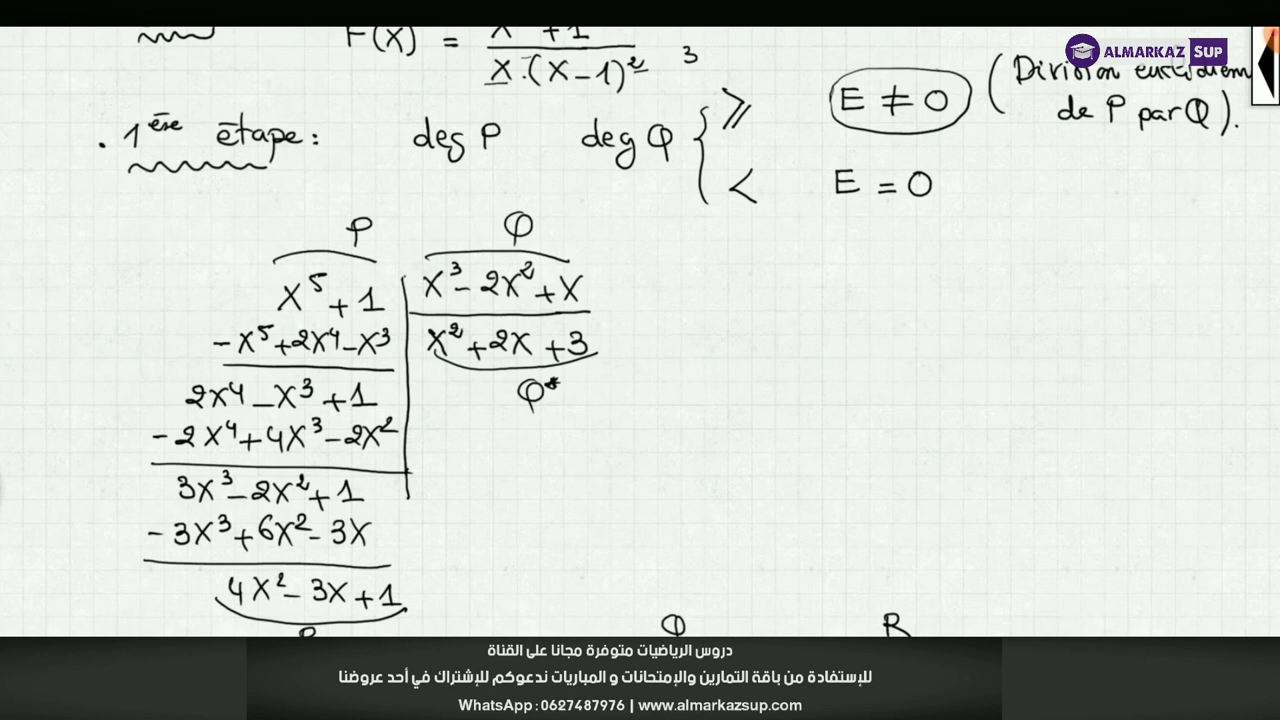 F(X) = X +1 / X.(X-1)² 3
ALMARKAZ SUP
(Division euclidienn
. 1ère étape: deg P deg Q { ⩾ E ≠ 0 de P par Q).
< E = 0
P Q
X⁵ + 1 X³ - 2X² + X
- X⁵ + 2X⁴ - X³ X² + 2X + 3
2X⁴ - X³ + 1 Q*
- 2X⁴ + 4X³ - 2X²
3X³ - 2X² + 1
- 3X³ + 6X² - 3X
4X² - 3X + 1
Q R
دروس الرياضيات متوفرة مجانا على القناة
للإستفادة من باقة التمارين والإمتحانات و المباريات ندعوكم للإشتراك في أحد عروضنا
WhatsApp : 0627487976 | www.almarkazsup.com